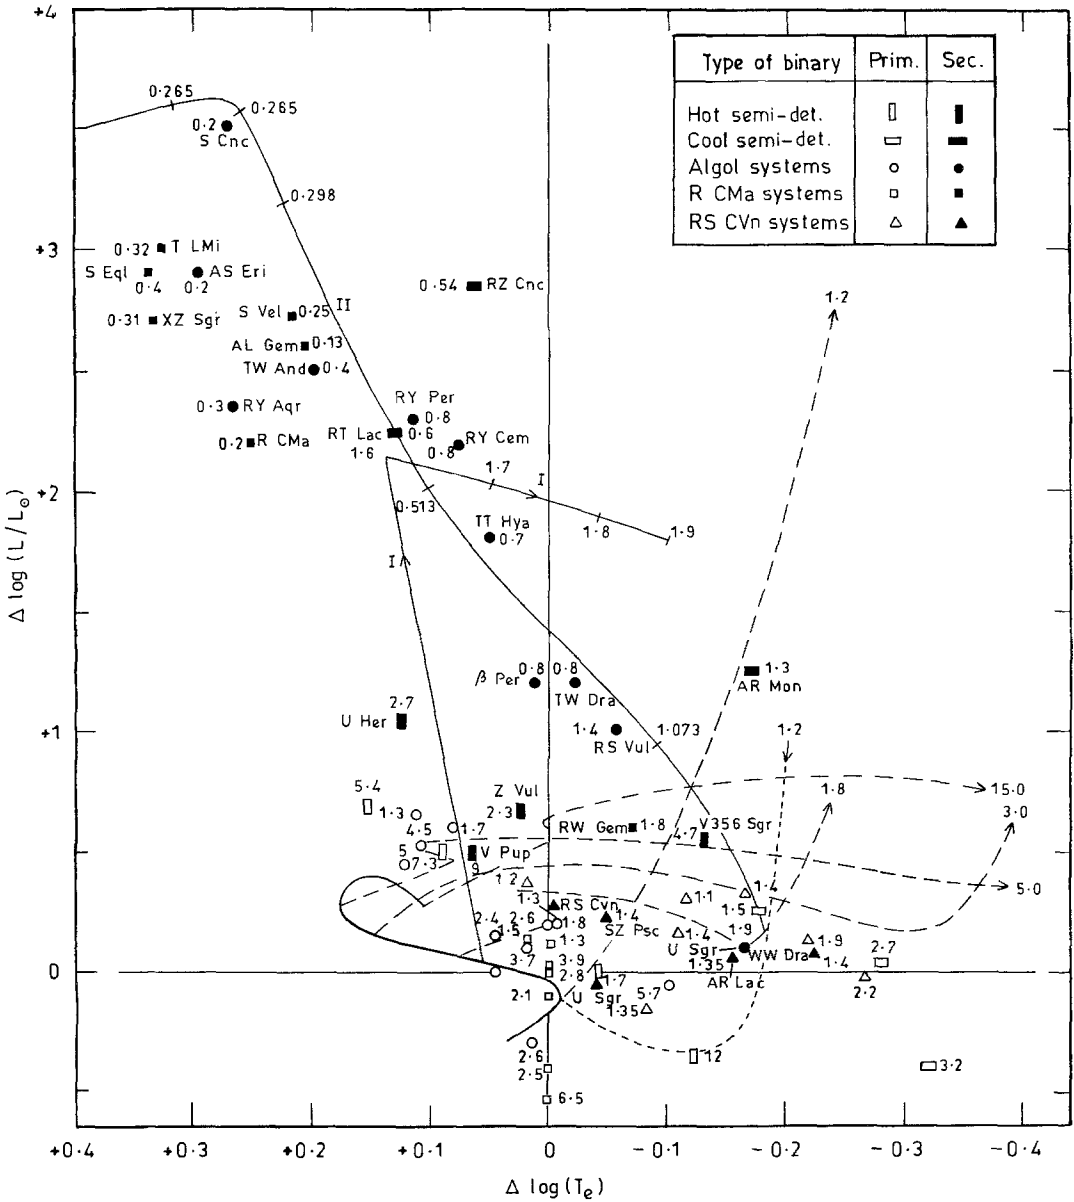 +4
Type of binary Prim. Sec.
Hot semi-det.
Cool semi-det.
Algol systems
R CMa systems
RS CVn systems
0.265
0.265
0.2
S Cnc
0.298
+3
0.32 T LMi
S Eql AS Eri
0.4 0.2
0.54 RZ Cnc
1.2
0.31 XZ Sgr
S Vel 0.25 II
AL Gem 0.13
TW And 0.4
0.3 RY Aqr
RY Per
0.8
RT Lac 0.6
RY Cem
0.2 R CMa
1.6
0.8
1.7
I
+2
0.513
TT Hya
0.7
1.8
1.9
I
Δ log (L/L⊙)
0.8 0.8
β Per
TW Dra
1.3
AR Mon
2.7
U Her
+1
1.4
RS Vul
1.073
1.2
5.4
1.3
Z Vul
2.3
1.8
15.0
3.0
4.5
1.7
RW Gem 1.8
V356 Sgr
4.7
5
7.3
V Pup
9
1.2
1.1
1.4
5.0
1.3
RS Cvn
1.5
2.4 2.6
1.5
1.8
1.4
SZ Psc
1.4
1.9
U Sgr
WW Dra
1.9
1.4
2.7
1.3
3.7
3.9
2.8
1.7
1.35
AR Lac
2.2
0
2.1
U Sgr
5.7
1.35
2.6
2.5
12
3.2
6.5
+0.4 +0.3 +0.2 +0.1 0 -0.1 -0.2 -0.3 -0.4
Δ log (Te)